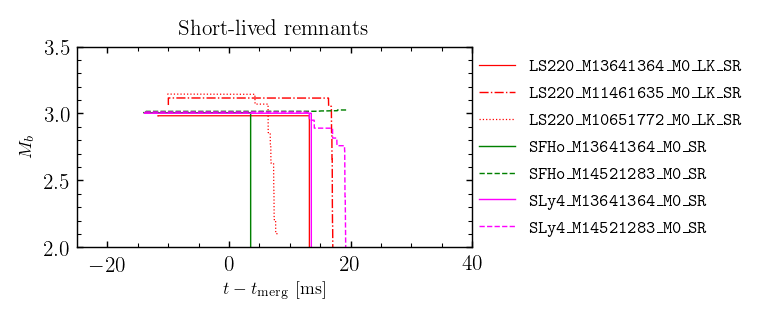 Short-lived remnants
3.5
3.0
2.5
2.0
M_b
−20
0
20
40
t − t_merg [ms]
LS220_M13641364_M0_LK_SR
LS220_M11461635_M0_LK_SR
LS220_M10651772_M0_LK_SR
SFHo_M13641364_M0_SR
SFHo_M14521283_M0_SR
SLy4_M13641364_M0_SR
SLy4_M14521283_M0_SR